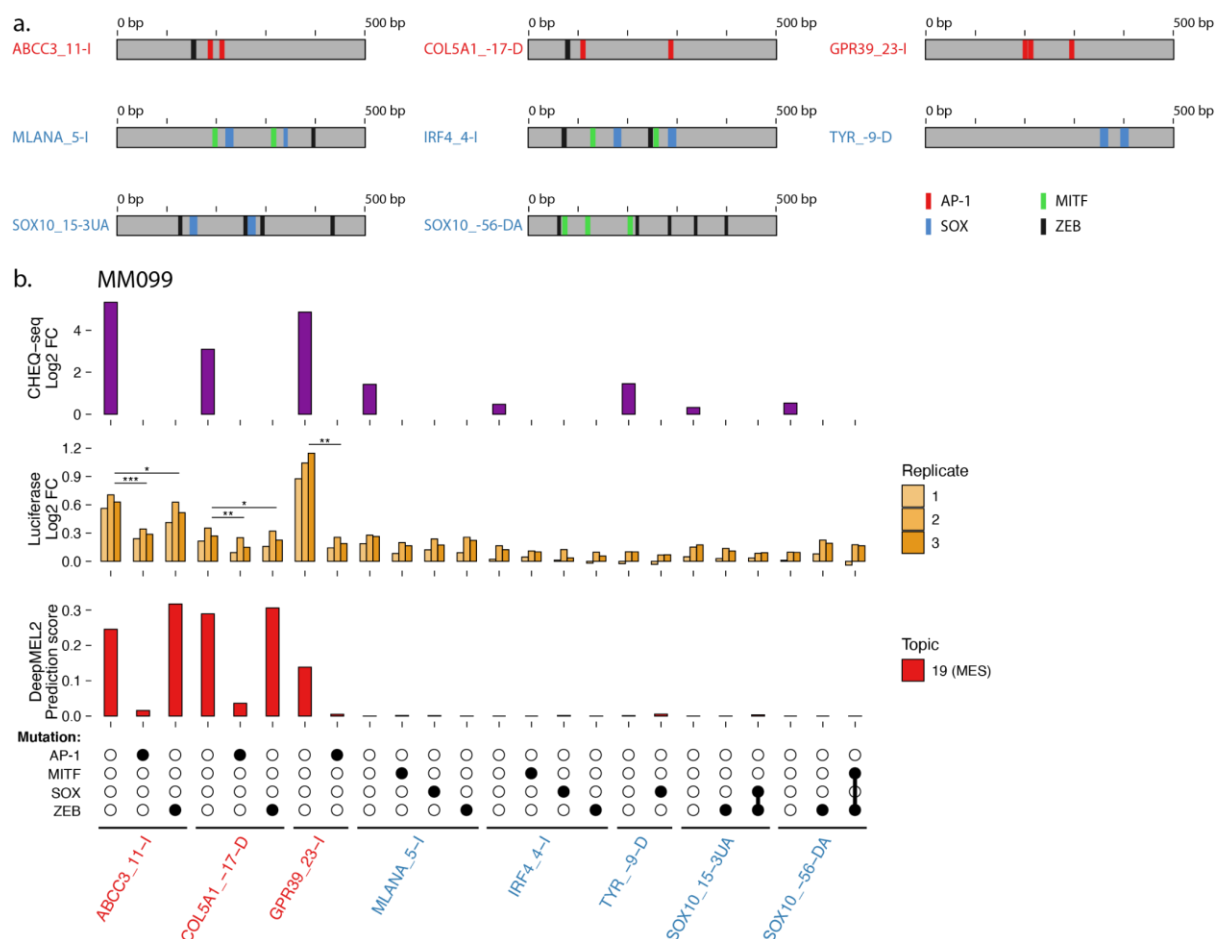 a.
0 bp 500 bp 0 bp 500 bp 0 bp 500 bp
ABCC3_11-I COL5A1_-17-D GPR39_23-I
0 bp 500 bp 0 bp 500 bp 0 bp 500 bp
MLANA_5-I IRF4_4-I TYR_-9-D
0 bp 500 bp 0 bp 500 bp
SOX10_15-3UA SOX10_-56-DA
AP-1 MITF
SOX ZEB
b. MM099
CHEQ−seq
Log2 FC
4
2
0
Luciferase
Log2 FC
1.2
0.9
0.6
0.3
0.0
*
***
*
**
**
Replicate
1
2
3
DeepMEL2
Prediction score
0.3
0.2
0.1
0.0
Topic
19 (MES)
Mutation:
AP-1
MITF
SOX
ZEB
ABCC3_11−I
COL5A1_−17−D
GPR39_23−I
MLANA_5−I
IRF4_4−I
TYR_−9−D
SOX10_15−3UA
SOX10_−56−DA